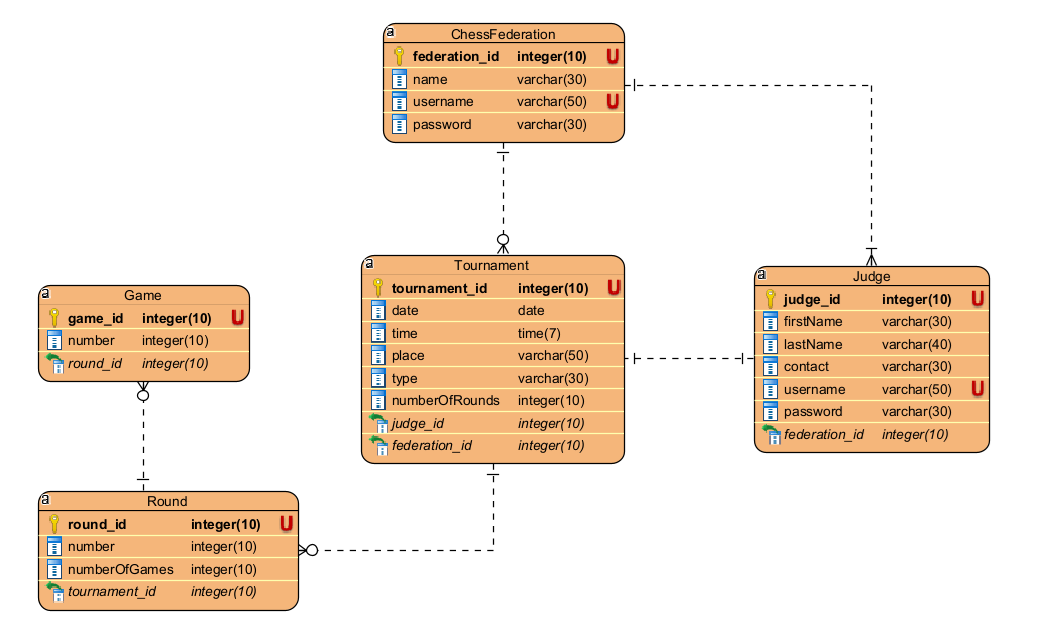 a
ChessFederation
federation_id integer(10) U
name varchar(30)
username varchar(50) U
password varchar(30)
a
Tournament
tournament_id integer(10) U
date date
time time(7)
place varchar(50)
type varchar(30)
numberOfRounds integer(10)
judge_id integer(10)
federation_id integer(10)
a
Judge
judge_id integer(10) U
firstName varchar(30)
lastName varchar(40)
contact varchar(30)
username varchar(50) U
password varchar(30)
federation_id integer(10)
a
Game
game_id integer(10) U
number integer(10)
round_id integer(10)
a
Round
round_id integer(10) U
number integer(10)
numberOfGames integer(10)
tournament_id integer(10)